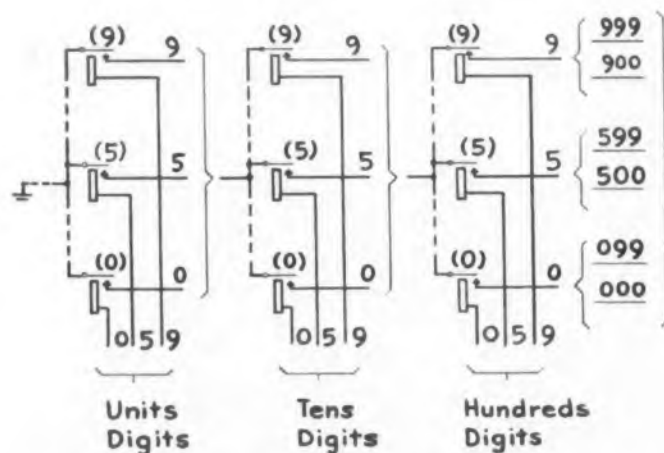 (9) 9 (9) 9 (9) 9 999
900
(5) 5 (5) 5 (5) 5 599
500
(0) 0 (0) 0 (0) 0 099
000
0 5 9 0 5 9 0 5 9
Units Digits
Tens Digits
Hundreds Digits